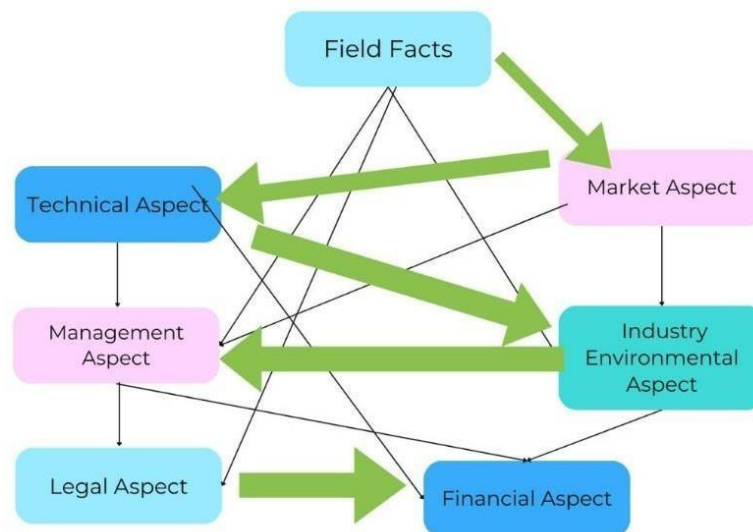 Field Facts
Technical Aspect
Market Aspect
Management
Aspect
Industry
Environmental
Aspect
Legal Aspect
Financial Aspect